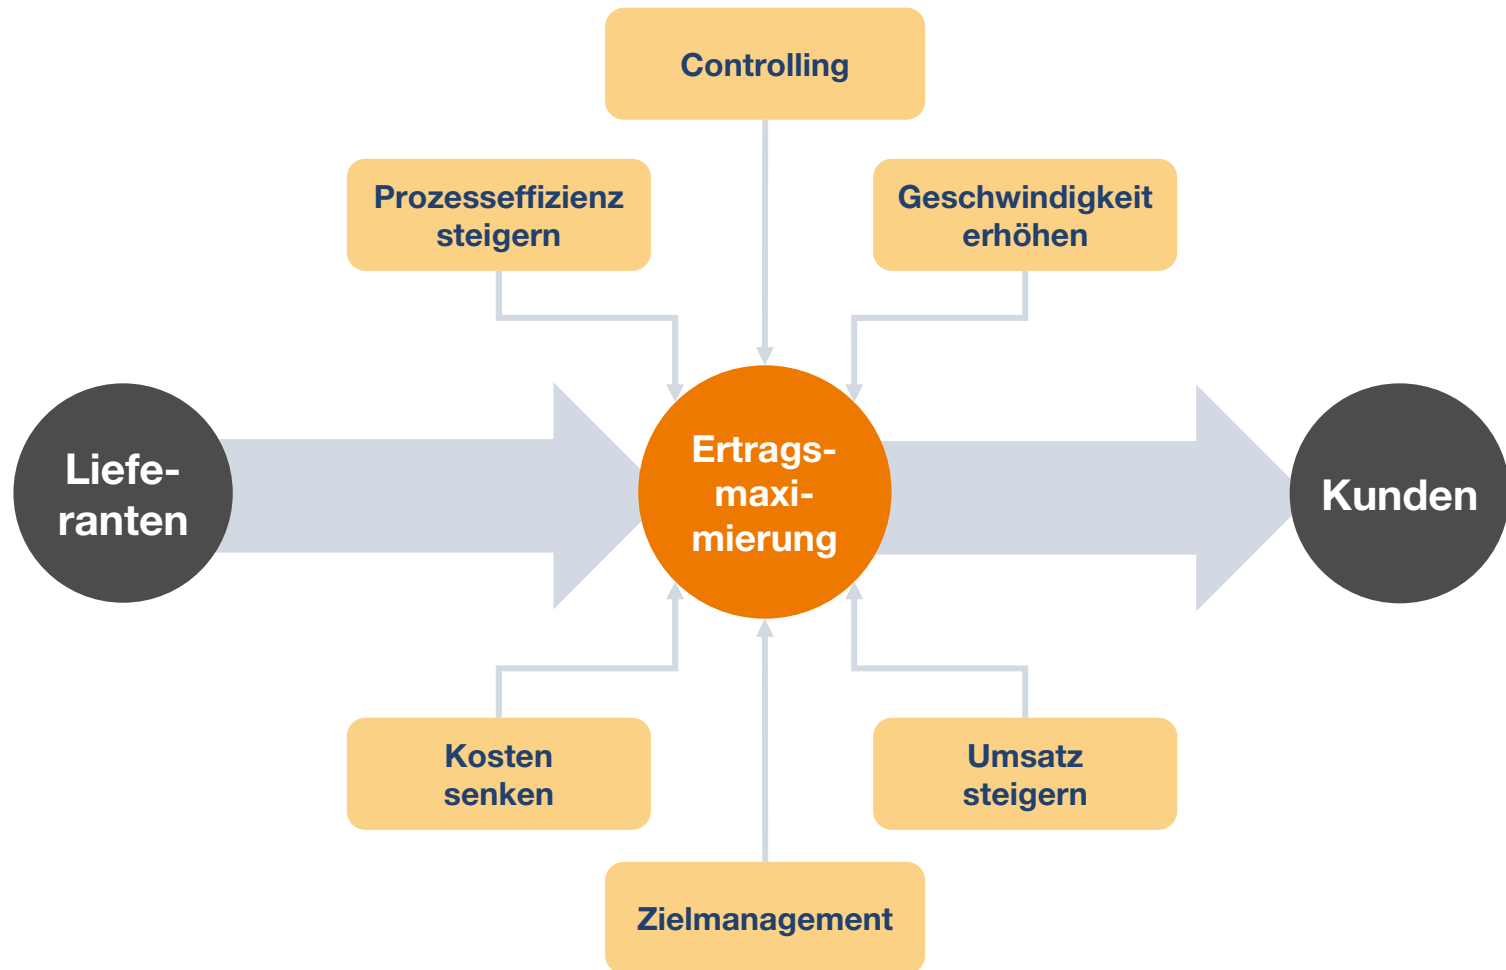 Controlling
Prozesseffizienz
steigern
Geschwindigkeit
erhöhen
Liefe-
ranten
Ertrags-
maxi-
mierung
Kunden
Kosten
senken
Umsatz
steigern
Zielmanagement